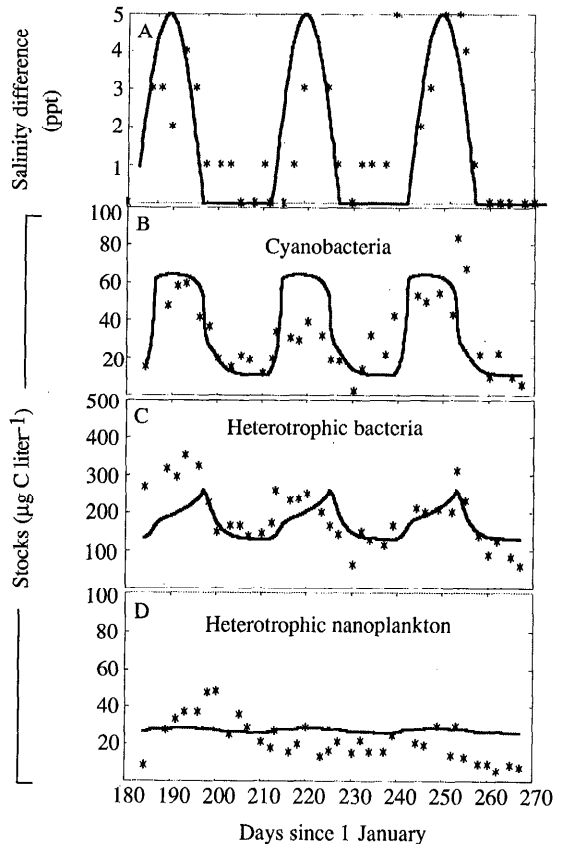 Salinity difference
(ppt)
5
4
3
2
1
A
100
80
60
40
20
B
Cyanobacteria
500
400
300
200
100
C
Heterotrophic bacteria
Stocks (µg C liter⁻¹)
100
80
60
40
20
D
Heterotrophic nanoplankton
180 190 200 210 220 230 240 250 260 270
Days since 1 January